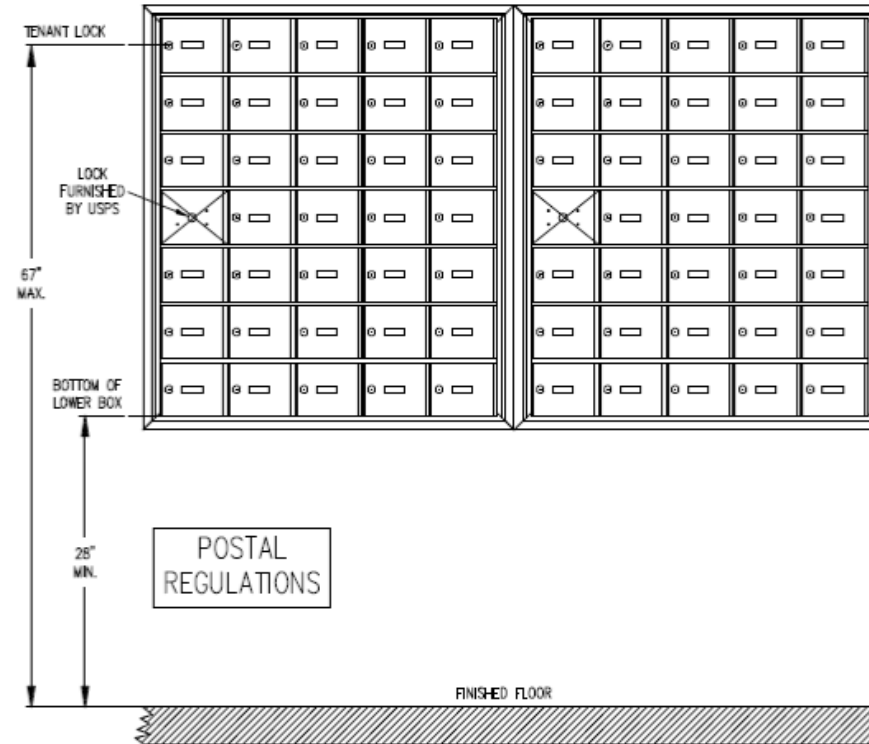 TENANT LOCK
LOCK
FURNISHED
BY USPS
67"
MAX.
BOTTOM OF
LOWER BOX
28"
MIN.
POSTAL
REGULATIONS
FINISHED FLOOR